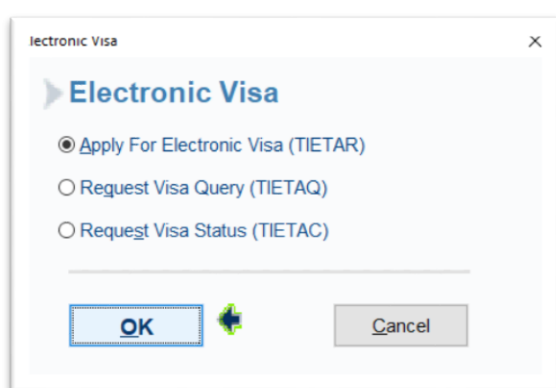 lectronic Visa
Electronic Visa
Apply For Electronic Visa (TIETAR)
Request Visa Query (TIETAQ)
Request Visa Status (TIETAC)
OK
Cancel